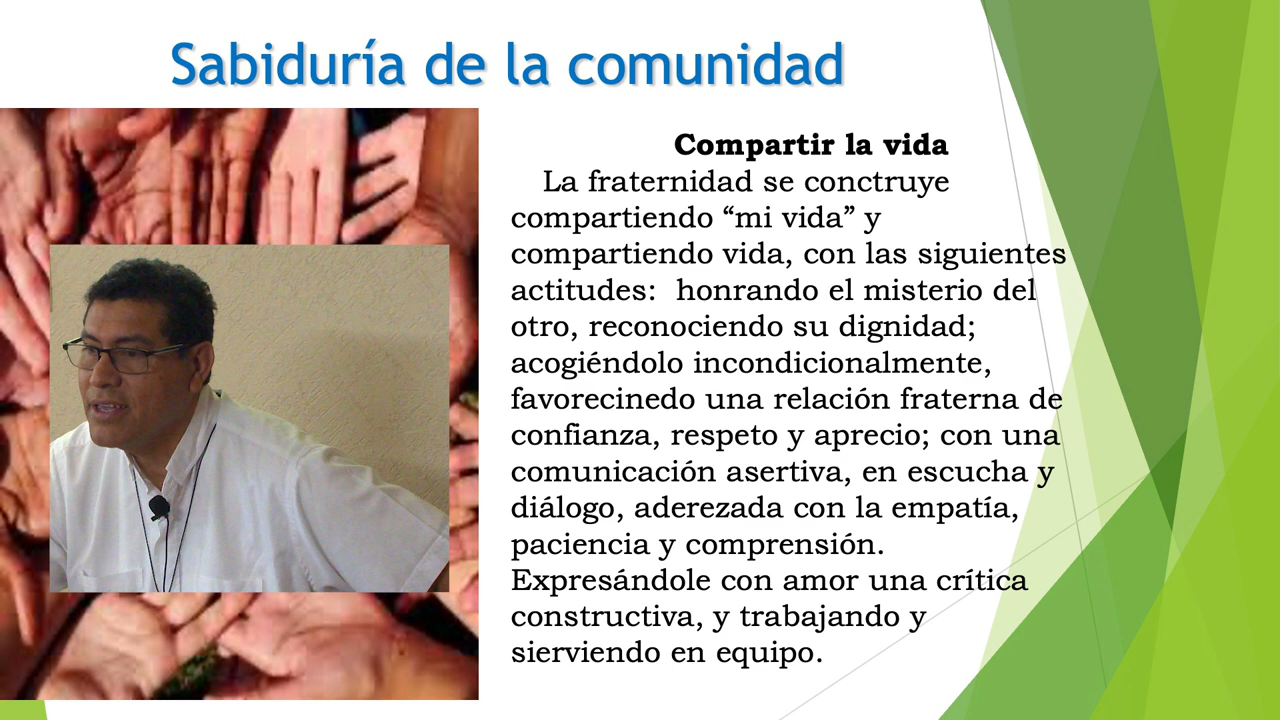 Sabiduría de la comunidad
Compartir la vida
La fraternidad se conctruye
compartiendo “mi vida” y
compartiendo vida, con las siguientes
actitudes:  honrando el misterio del
otro, reconociendo su dignidad;
acogiéndolo incondicionalmente,
favorecinedo una relación fraterna de
confianza, respeto y aprecio; con una
comunicación asertiva, en escucha y
diálogo, aderezada con la empatía,
paciencia y comprensión.
Expresándole con amor una crítica
constructiva, y trabajando y
sierviendo en equipo.